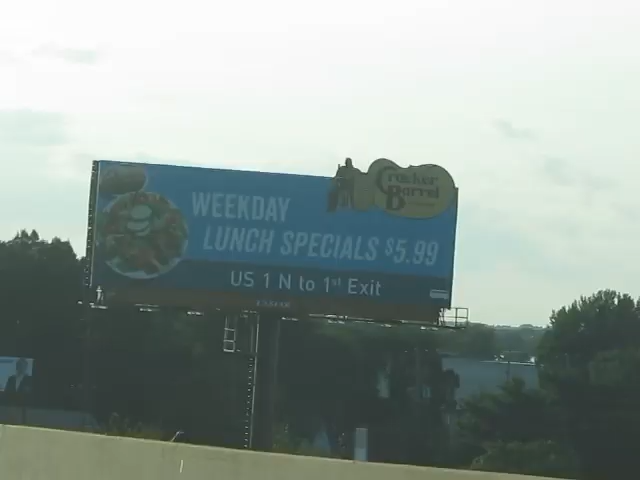 Cracker
Barrel
WEEKDAY
LUNCH SPECIALS $5.99
US 1 N to 1st Exit